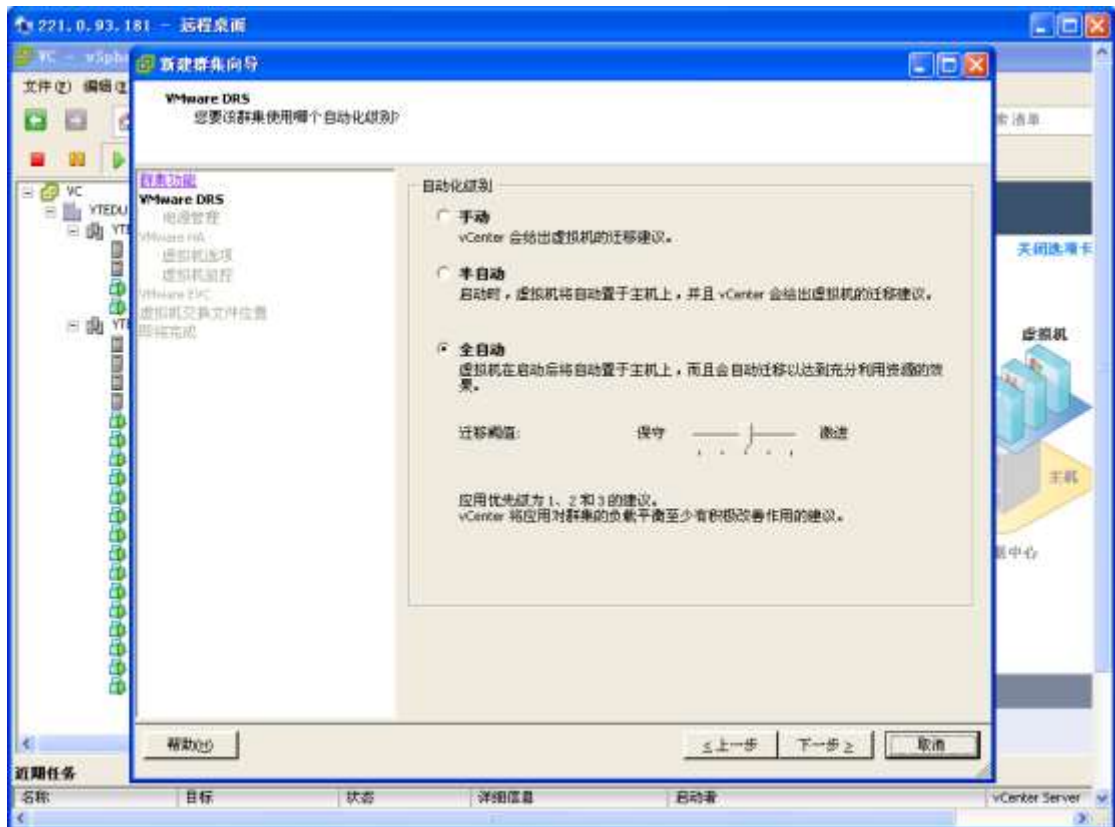 221.0.93.181 - 远程桌面
VC - vSphe
新建群集向导
文件(F) 编辑(E
VMware DRS
您要该群集使用哪个自动化级别?
索清单
VC
YTEDU
YTE
YTE
群集功能
VMware DRS
电源管理
VMware HA
虚拟机选项
虚拟机监控
VMware EVC
虚拟机交换文件位置
即将完成
自动化级别
手动
vCenter 会给出虚拟机的迁移建议。
半自动
启动时，虚拟机将自动置于主机上，并且 vCenter 会给出虚拟机的迁移建议。
全自动
虚拟机在启动后将自动置于主机上，而且会自动迁移以达到充分利用资源的效
果。
迁移阈值: 保守 激进
应用优先级为 1、2 和 3 的建议。
vCenter 将应用对群集的负载平衡至少有积极改善作用的建议。
关闭选项卡
虚拟机
主机
据中心
帮助(H) ≤上一步 下一步≥ 取消
近期任务
名称 目标 状态 详细信息 启动者 vCenter Server